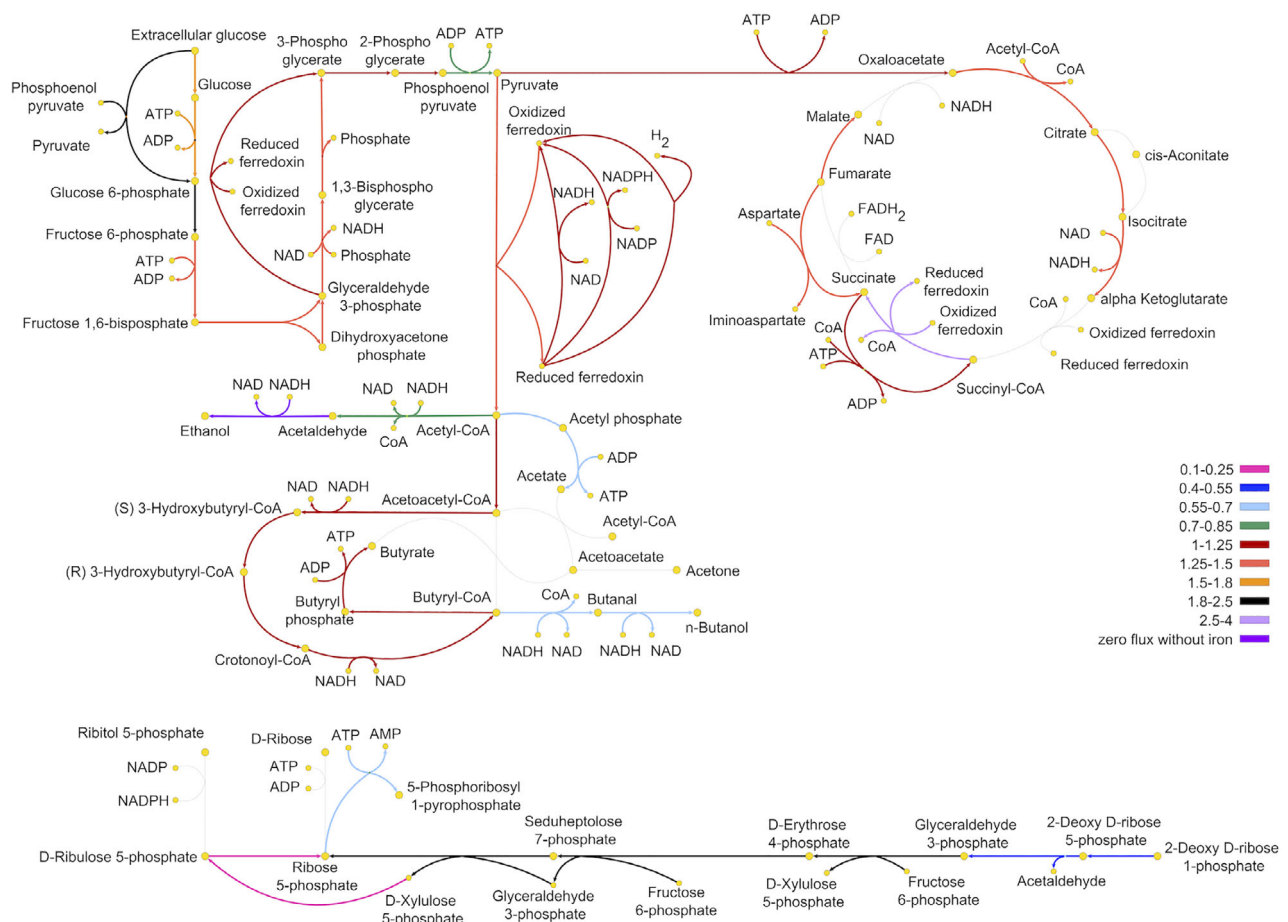 Extracellular glucose
Glucose
Phosphoenol
pyruvate
Pyruvate
ATP
ADP
Glucose 6-phosphate
Fructose 6-phosphate
ATP
ADP
Fructose 1,6-bisposphate
3-Phospho
glycerate
2-Phospho
glycerate
ADP
ATP
Phosphoenol
pyruvate
Pyruvate
Reduced
ferredoxin
Oxidized
ferredoxin
Phosphate
1,3-Bisphospho
glycerate
NADH
NAD
Phosphate
Glyceraldehyde
3-phosphate
Dihydroxyacetone
phosphate
Oxidized
ferredoxin
H2
NADH
NADPH
NADP
NAD
Reduced ferredoxin
ATP
ADP
Oxaloacetate
Acetyl-CoA
CoA
NADH
NAD
Malate
Citrate
cis-Aconitate
Fumarate
Isocitrate
FADH2
FAD
Aspartate
NAD
NADH
Succinate
Reduced
ferredoxin
CoA
alpha Ketoglutarate
Iminoaspartate
Oxidized
ferredoxin
Oxidized ferredoxin
CoA
ATP
CoA
Reduced ferredoxin
Succinyl-CoA
ADP
NAD
NADH
Ethanol
Acetaldehyde
NAD
NADH
CoA
Acetyl-CoA
Acetyl phosphate
ADP
Acetate
ATP
Acetyl-CoA
(S) 3-Hydroxybutyryl-CoA
NAD
NADH
Acetoacetyl-CoA
ATP
Butyrate
ADP
Acetoacetate
Acetone
(R) 3-Hydroxybutyryl-CoA
Butyryl
phosphate
Butyryl-CoA
CoA
Butanal
n-Butanol
NADH
NAD
NADH
NAD
Crotonoyl-CoA
NADH
NAD
0.1-0.25
0.4-0.55
0.55-0.7
0.7-0.85
1-1.25
1.25-1.5
1.5-1.8
1.8-2.5
2.5-4
zero flux without iron
Ribitol 5-phosphate
NADP
NADPH
D-Ribose
ATP
ADP
ATP
AMP
5-Phosphoribosyl
1-pyrophosphate
D-Ribulose 5-phosphate
Ribose
5-phosphate
D-Xylulose
5-phosphate
Seduheptolose
7-phosphate
Glyceraldehyde
3-phosphate
Fructose
6-phosphate
D-Erythrose
4-phosphate
D-Xylulose
5-phosphate
Fructose
6-phosphate
Glyceraldehyde
3-phosphate
Acetaldehyde
2-Deoxy D-ribose
5-phosphate
2-Deoxy D-ribose
1-phosphate